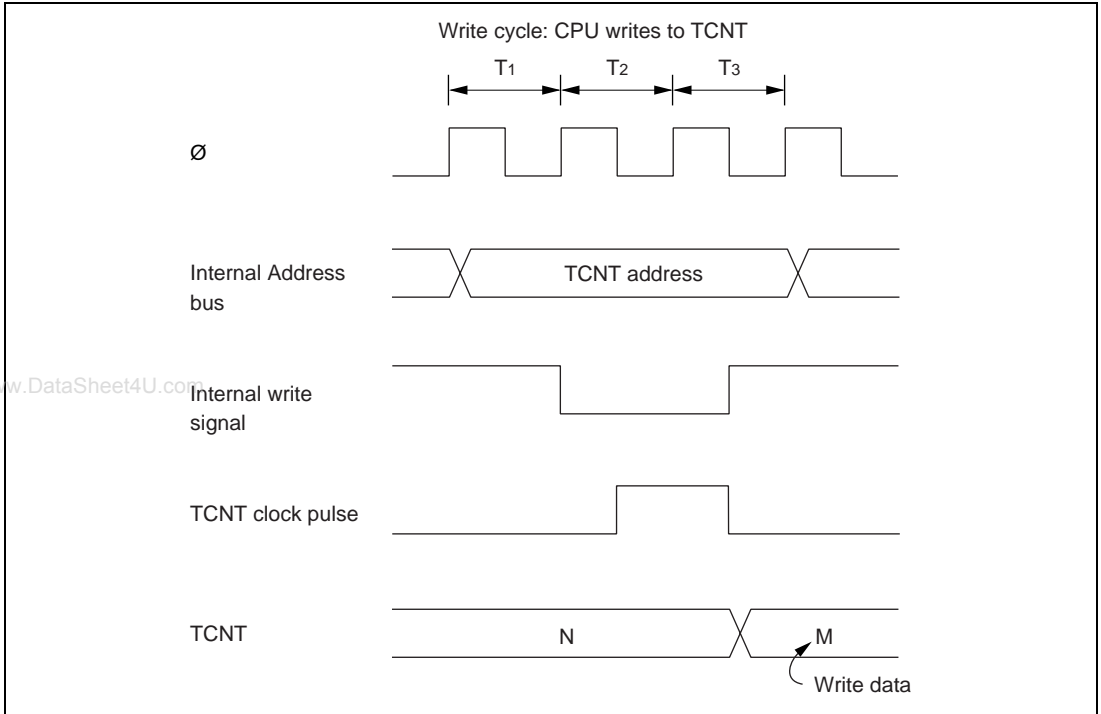 Write cycle: CPU writes to TCNT
T1 T2 T3
Ø
Internal Address
bus
TCNT address
w.DataSheet4U.com
Internal write
signal
TCNT clock pulse
TCNT
N
M
Write data